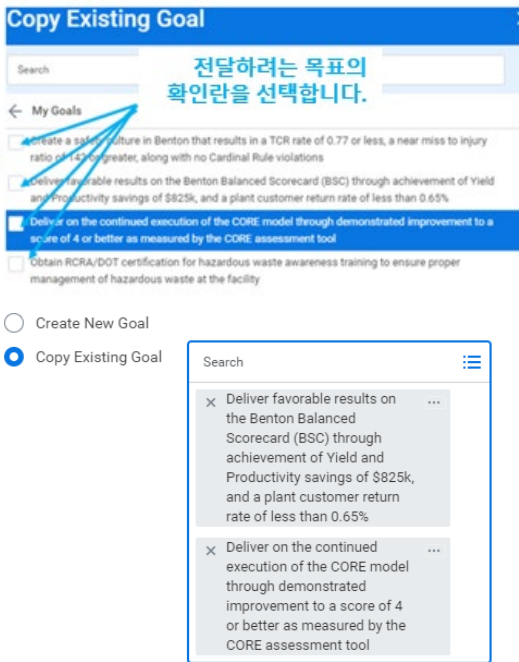 Copy Existing Goal
Search
전달하려는 목표의
확인란을 선택합니다.
My Goals
Create a safety culture in Benton that results in a TCR rate of 0.77 or less, a near miss to injury
ratio of 142 or greater, along with no Cardinal Rule violations
Deliver favorable results on the Benton Balanced Scorecard (BSC) through achievement of Yield
and Productivity savings of $825k, and a plant customer return rate of less than 0.65%
Deliver on the continued execution of the CORE model through demonstrated improvement to a
score of 4 or better as measured by the CORE assessment tool
Obtain RCRA/DOT certification for hazardous waste awareness training to ensure proper
management of hazardous waste at the facility
Create New Goal
Copy Existing Goal
Search
Deliver favorable results on
the Benton Balanced
Scorecard (BSC) through
achievement of Yield and
Productivity savings of $825k,
and a plant customer return
rate of less than 0.65%
Deliver on the continued
execution of the CORE model
through demonstrated
improvement to a score of 4
or better as measured by the
CORE assessment tool